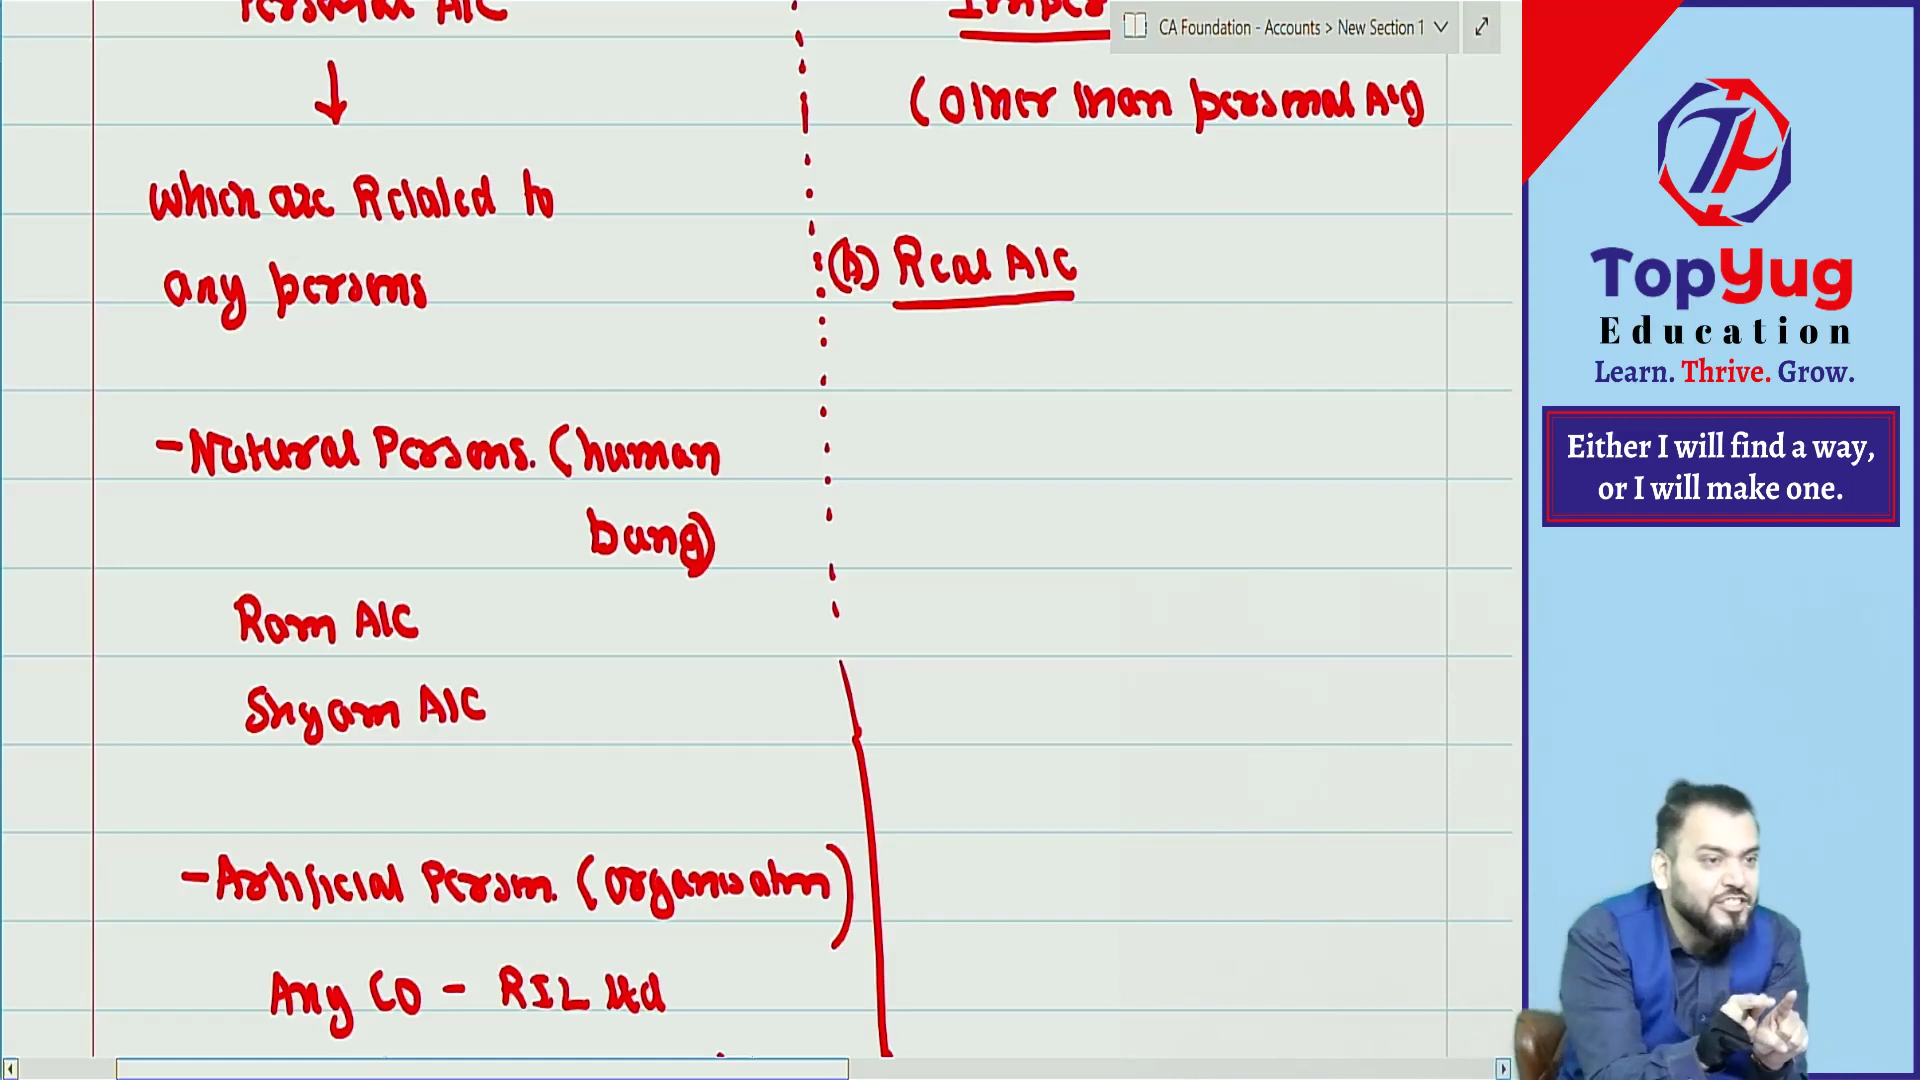 Personal A/C
↓
which are Related to
any persons
- Natural Persons. (human
being)
Ram A/C
Shyam A/C
- Artificial Person. (organisation)
Any CO - RIL Ltd
(other than personal A/c)
(A) Real A/C
CA Foundation - Accounts > New Section 1
TopYug
Education
Learn. Thrive. Grow.
Either I will find a way,
or I will make one.